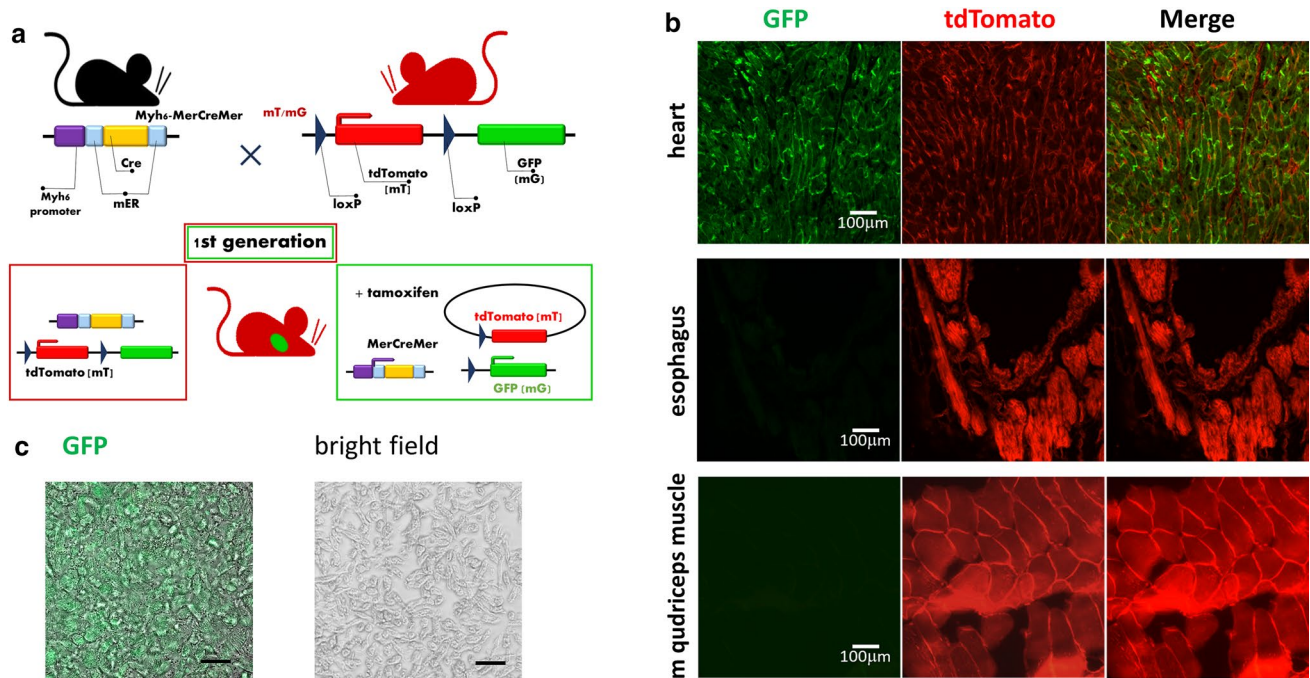 a
Myh6-MerCreMer
mT/mG
Cre
Myh6
promoter
mER
tdTomato
[mT]
GFP
[mG]
loxP
loxP
1st generation
tdTomato [mT]
+ tamoxifen
MerCreMer
tdTomato [mT]
GFP [mG]
b
GFP
tdTomato
Merge
heart
100μm
esophagus
100μm
m qudriceps muscle
100μm
c
GFP
bright field